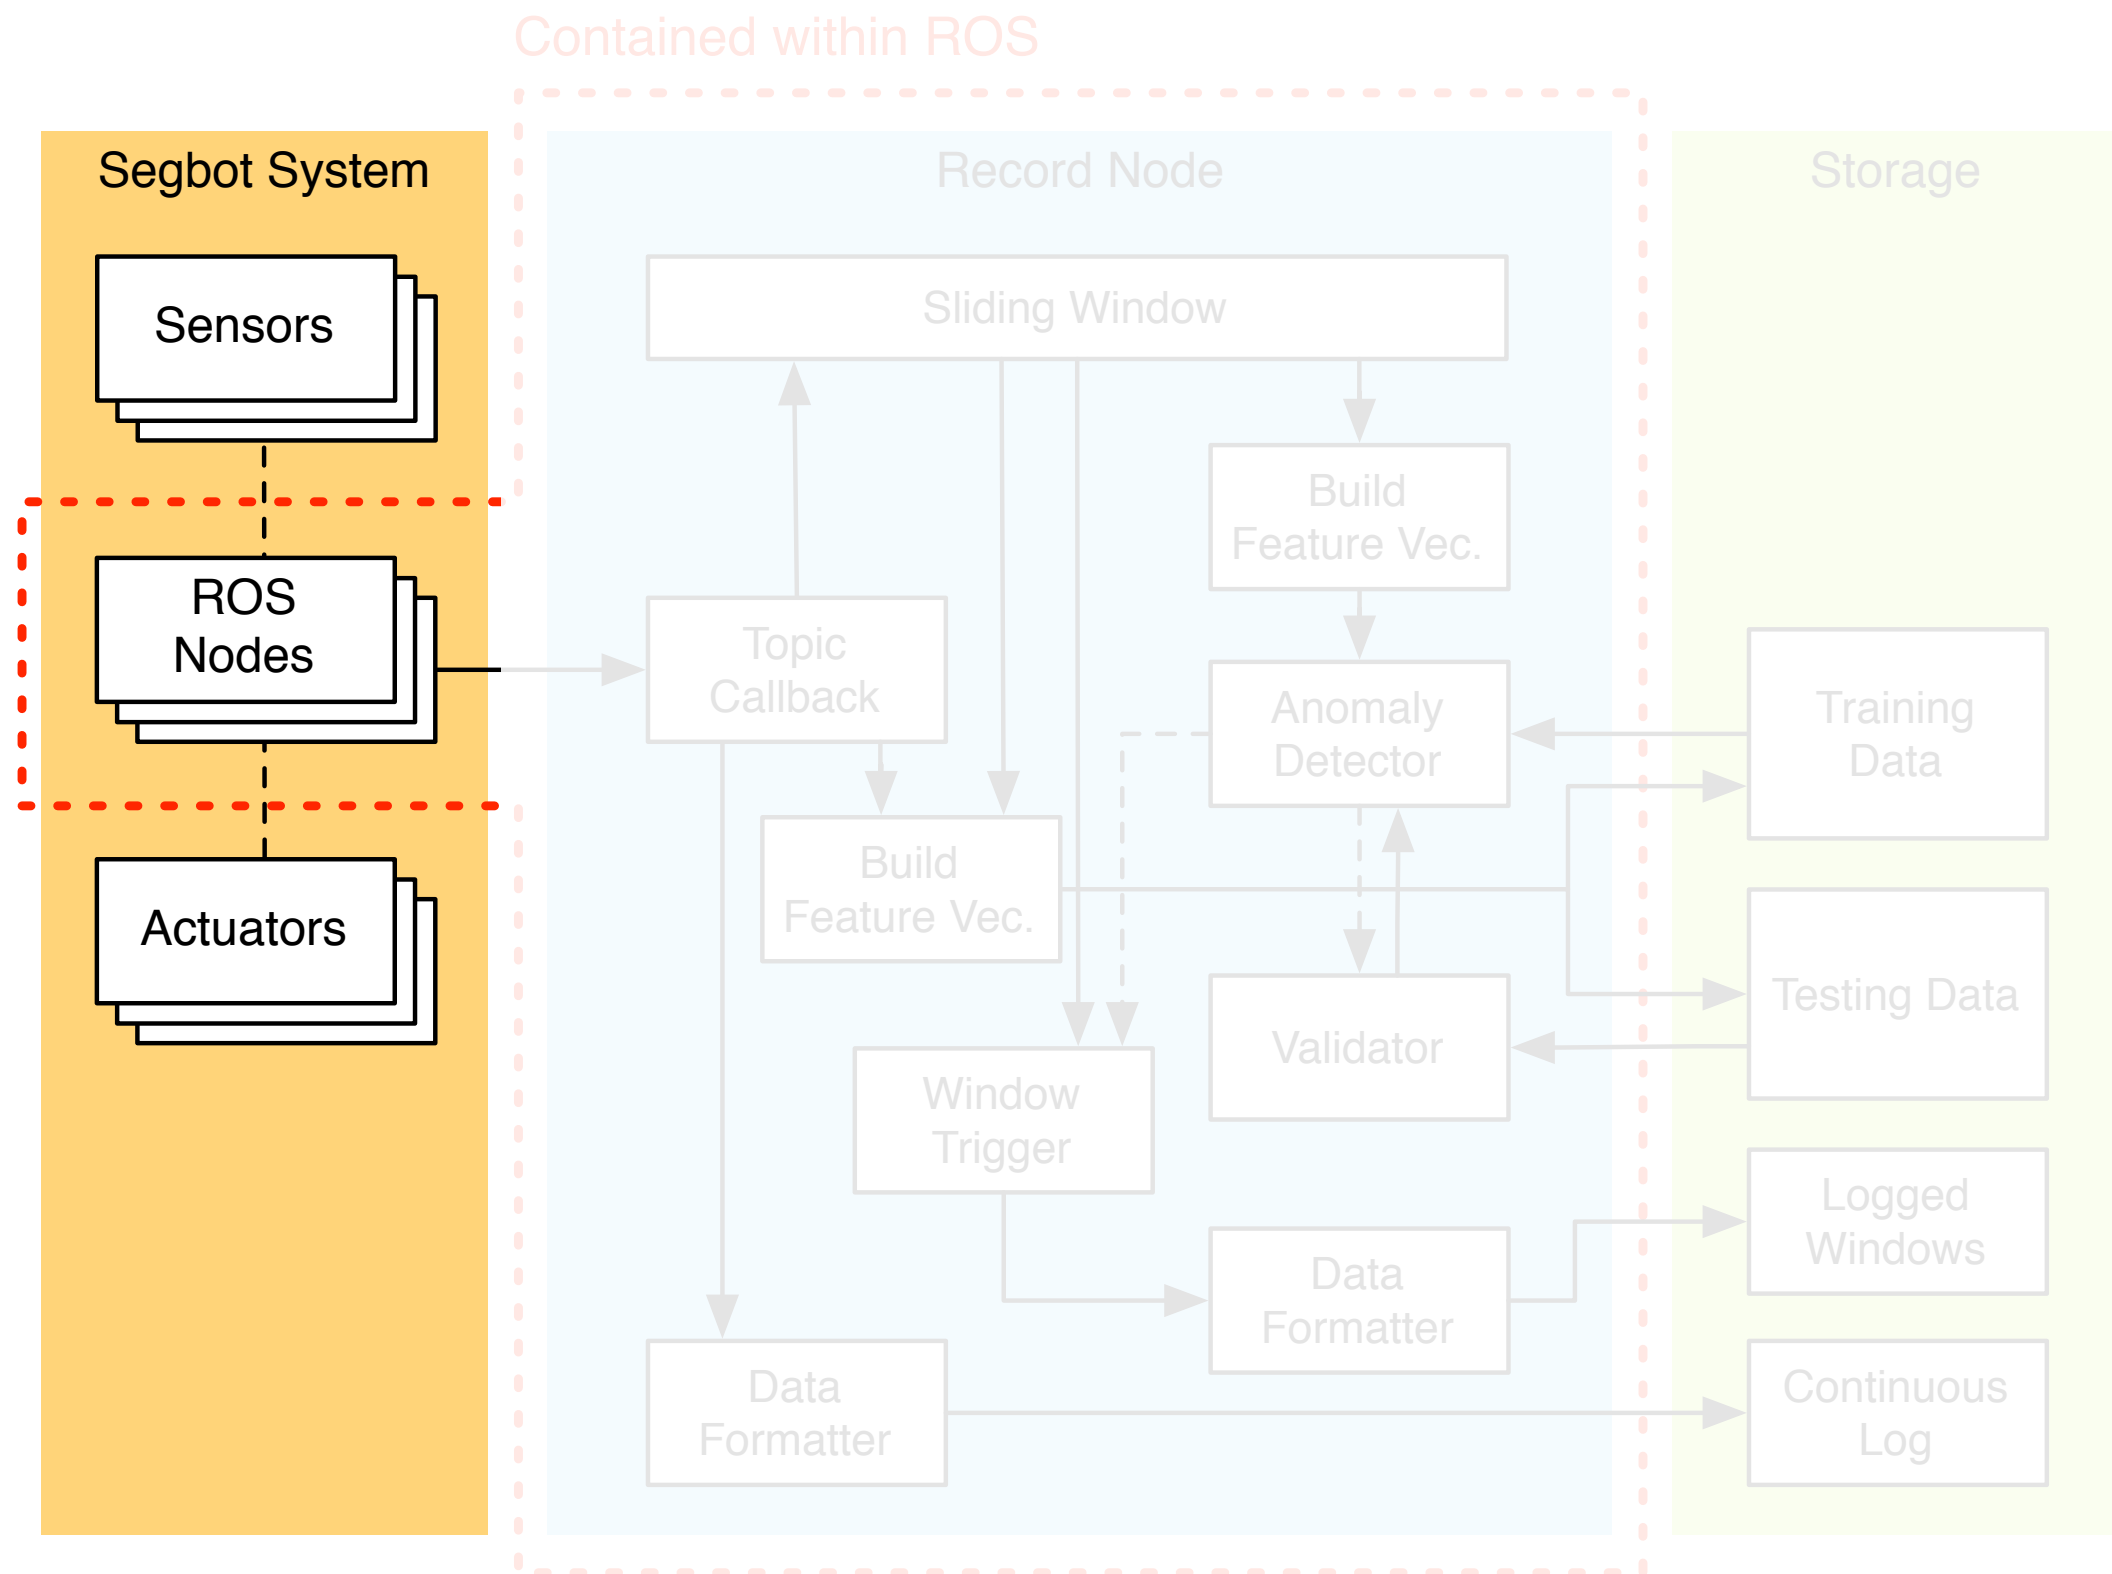 Contained within ROS
Segbot System
Sensors
ROS
Nodes
Actuators
Record Node
Sliding Window
Build
Feature Vec.
Topic
Callback
Anomaly
Detector
Build
Feature Vec.
Validator
Window
Trigger
Data
Formatter
Data
Formatter
Storage
Training
Data
Testing Data
Logged
Windows
Continuous
Log